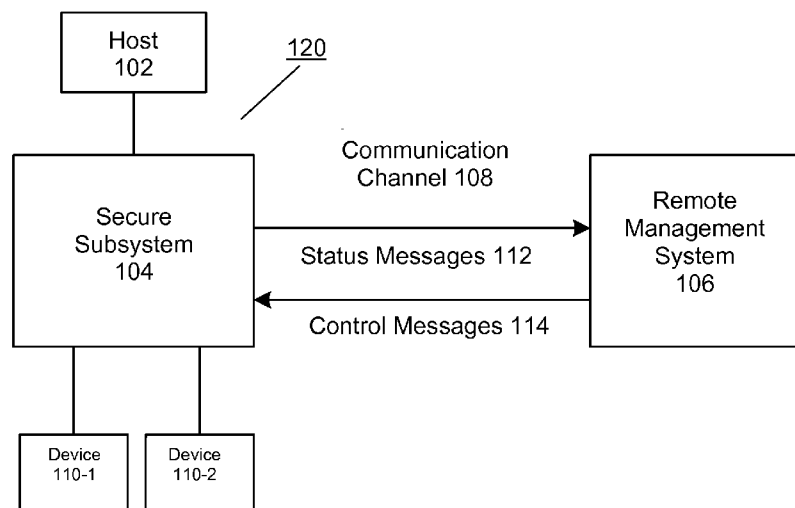 Host
102
120
Communication
Channel 108
Secure
Subsystem
104
Remote
Management
System
106
Status Messages 112
Control Messages 114
Device
110-1
Device
110-2